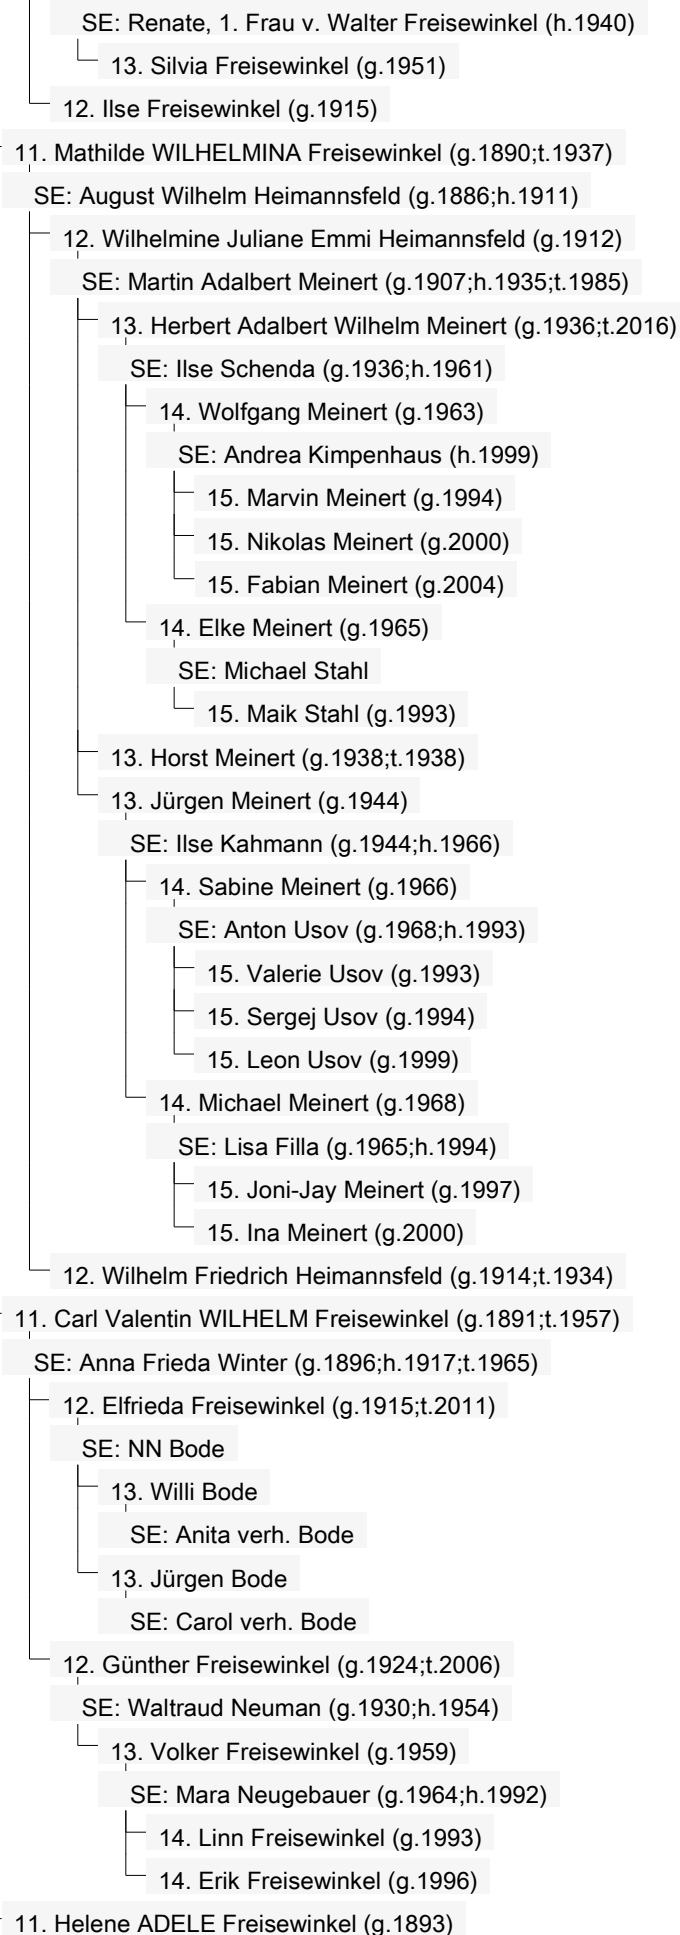 SE: Renate, 1. Frau v. Walter Freisewinkel (h.1940)
13. Silvia Freisewinkel (g.1951)
12. Ilse Freisewinkel (g.1915)
11. Mathilde WILHELMINA Freisewinkel (g.1890;t.1937)
SE: August Wilhelm Heimannsfeld (g.1886;h.1911)
12. Wilhelmine Juliane Emmi Heimannsfeld (g.1912)
SE: Martin Adalbert Meinert (g.1907;h.1935;t.1985)
13. Herbert Adalbert Wilhelm Meinert (g.1936;t.2016)
SE: Ilse Schenda (g.1936;h.1961)
14. Wolfgang Meinert (g.1963)
SE: Andrea Kimpenhaus (h.1999)
15. Marvin Meinert (g.1994)
15. Nikolas Meinert (g.2000)
15. Fabian Meinert (g.2004)
14. Elke Meinert (g.1965)
SE: Michael Stahl
15. Maik Stahl (g.1993)
13. Horst Meinert (g.1938;t.1938)
13. Jürgen Meinert (g.1944)
SE: Ilse Kahmann (g.1944;h.1966)
14. Sabine Meinert (g.1966)
SE: Anton Usov (g.1968;h.1993)
15. Valerie Usov (g.1993)
15. Sergej Usov (g.1994)
15. Leon Usov (g.1999)
14. Michael Meinert (g.1968)
SE: Lisa Filla (g.1965;h.1994)
15. Joni-Jay Meinert (g.1997)
15. Ina Meinert (g.2000)
12. Wilhelm Friedrich Heimannsfeld (g.1914;t.1934)
11. Carl Valentin WILHELM Freisewinkel (g.1891;t.1957)
SE: Anna Frieda Winter (g.1896;h.1917;t.1965)
12. Elfrieda Freisewinkel (g.1915;t.2011)
SE: NN Bode
13. Willi Bode
SE: Anita verh. Bode
13. Jürgen Bode
SE: Carol verh. Bode
12. Günther Freisewinkel (g.1924;t.2006)
SE: Waltraud Neuman (g.1930;h.1954)
13. Volker Freisewinkel (g.1959)
SE: Mara Neugebauer (g.1964;h.1992)
14. Linn Freisewinkel (g.1993)
14. Erik Freisewinkel (g.1996)
11. Helene ADELE Freisewinkel (g.1893)